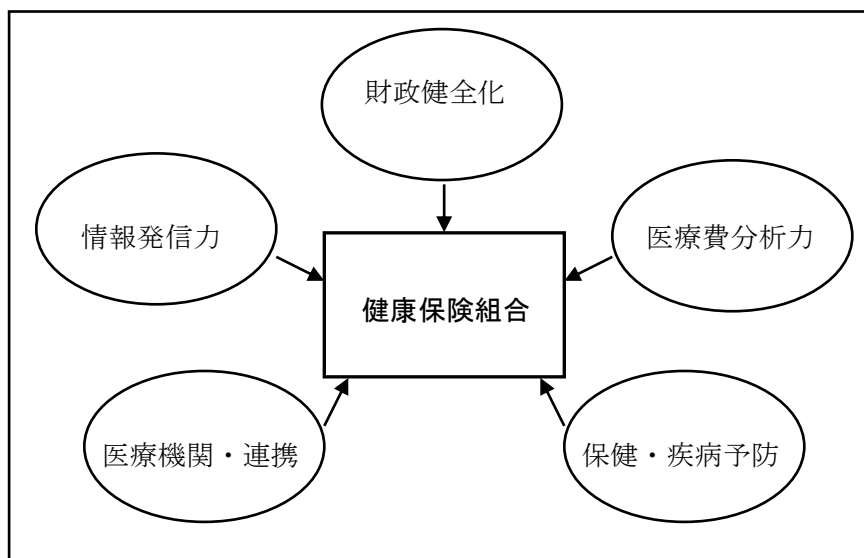 財政健全化
情報発信力
医療費分析力
健康保険組合
医療機関・連携
保健・疾病予防